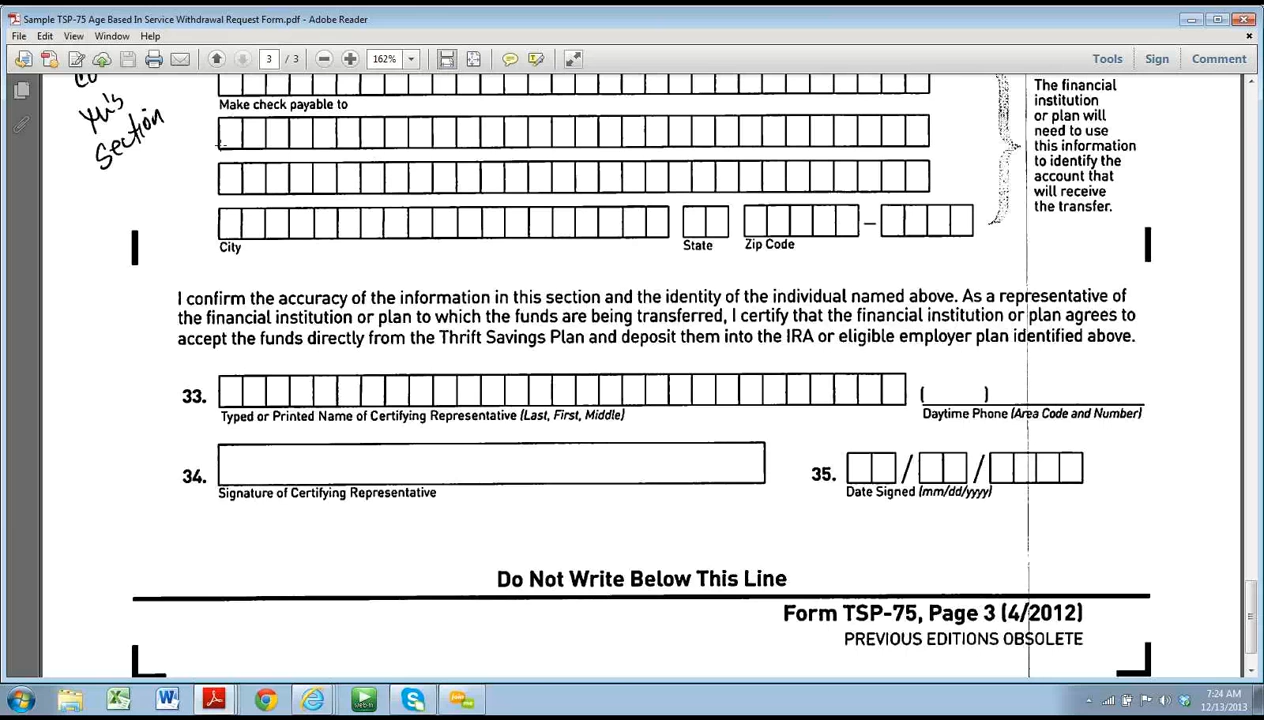 Sample TSP-75 Age Based In Service Withdrawal Request Form.pdf - Adobe Reader
File Edit View Window Help
3 / 3 162% Tools Sign Comment
this
section
Make check payable to
The financial
institution
or plan will
need to use
this information
to identify the
account that
will receive
the transfer.
City State Zip Code
I confirm the accuracy of the information in this section and the identity of the individual named above. As a representative of
the financial institution or plan to which the funds are being transferred, I certify that the financial institution or plan agrees to
accept the funds directly from the Thrift Savings Plan and deposit them into the IRA or eligible employer plan identified above.
33. ( )
Typed or Printed Name of Certifying Representative (Last, First, Middle) Daytime Phone (Area Code and Number)
34. 35. / /
Signature of Certifying Representative Date Signed (mm/dd/yyyy)
Do Not Write Below This Line
Form TSP-75, Page 3 (4/2012)
PREVIOUS EDITIONS OBSOLETE
7:24 AM
12/13/2013